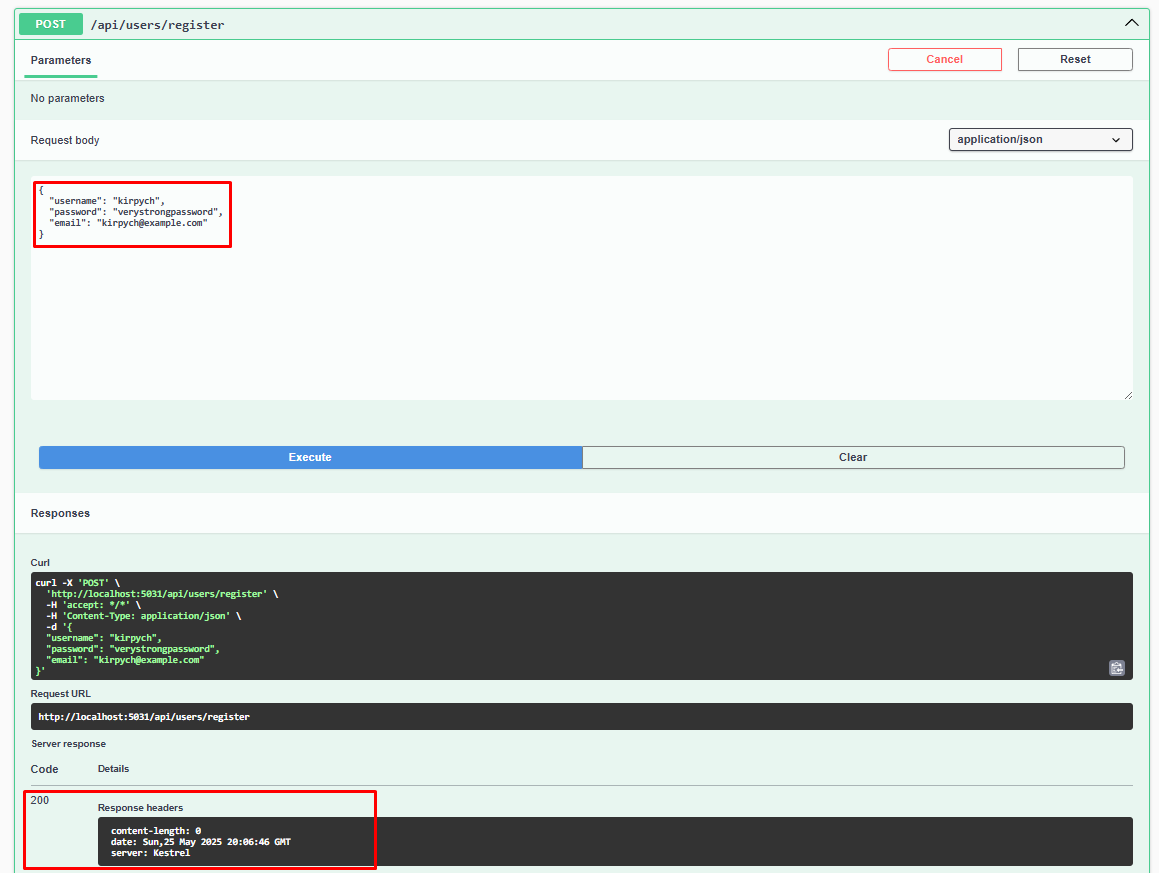 POST /api/users/register
Parameters
Cancel
Reset
No parameters
Request body
application/json
{
  "username": "kirpych",
  "password": "verystrongpassword",
  "email": "kirpych@example.com"
}
Execute
Clear
Responses
Curl
curl -X 'POST' \
  'http://localhost:5031/api/users/register' \
  -H 'accept: */*' \
  -H 'Content-Type: application/json' \
  -d '{
  "username": "kirpych",
  "password": "verystrongpassword",
  "email": "kirpych@example.com"
}'
Request URL
http://localhost:5031/api/users/register
Server response
Code Details
200
Response headers
content-length: 0
date: Sun,25 May 2025 20:06:46 GMT
server: Kestrel